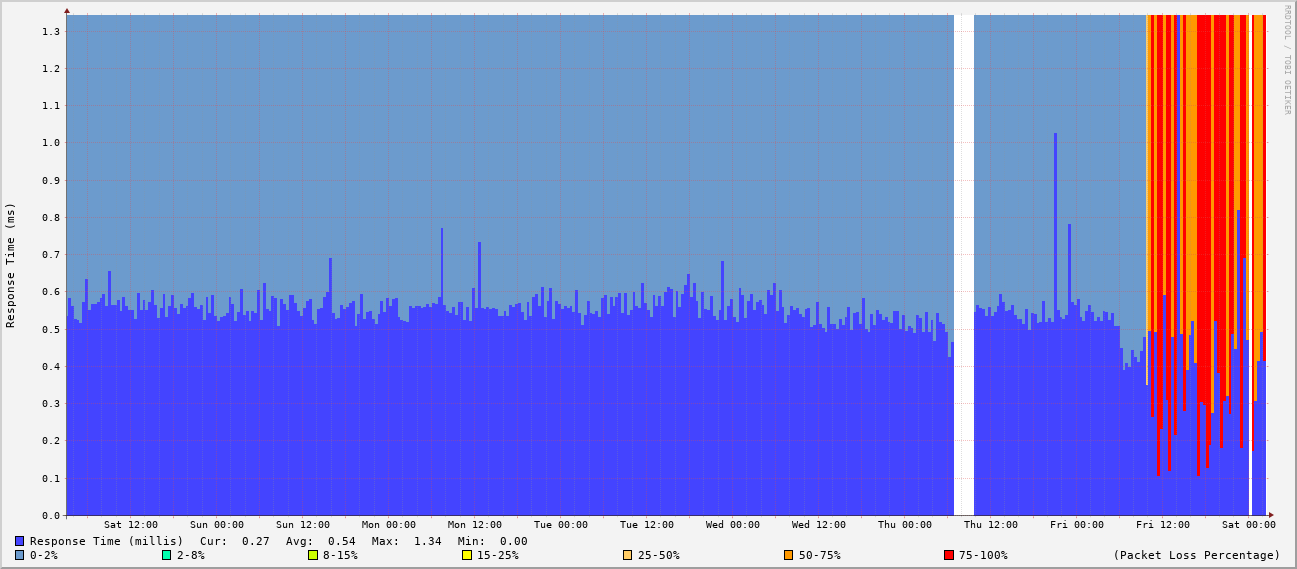 RRDTOOL / TOBI OETIKER
Response Time (ms)
1.3
1.2
1.1
1.0
0.9
0.8
0.7
0.6
0.5
0.4
0.3
0.2
0.1
0.0
Sat 12:00 Sun 00:00 Sun 12:00 Mon 00:00 Mon 12:00 Tue 00:00 Tue 12:00 Wed 00:00 Wed 12:00 Thu 00:00 Thu 12:00 Fri 00:00 Fri 12:00 Sat 00:00
Response Time (millis) Cur: 0.27 Avg: 0.54 Max: 1.34 Min: 0.00
0-2% 2-8% 8-15% 15-25% 25-50% 50-75% 75-100% (Packet Loss Percentage)